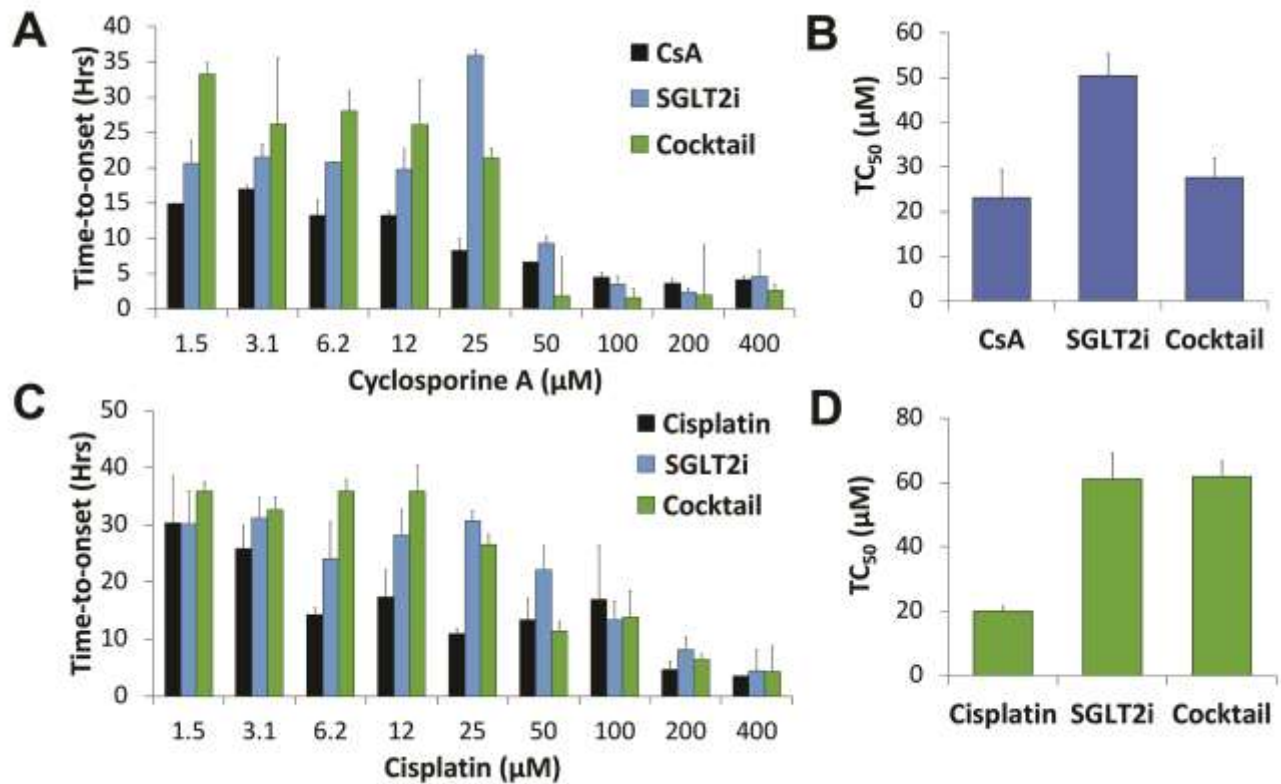 A
Time-to-onset (Hrs)
40
35
30
25
20
15
10
5
0
CsA
SGLT2i
Cocktail
1.5 3.1 6.2 12 25 50 100 200 400
Cyclosporine A (µM)
B
TC50 (µM)
60
50
40
30
20
10
0
CsA SGLT2i Cocktail
C
Time-to-onset (Hrs)
50
40
30
20
10
0
Cisplatin
SGLT2i
Cocktail
1.5 3.1 6.2 12 25 50 100 200 400
Cisplatin (µM)
D
TC50 (µM)
80
60
40
20
0
Cisplatin SGLT2i Cocktail